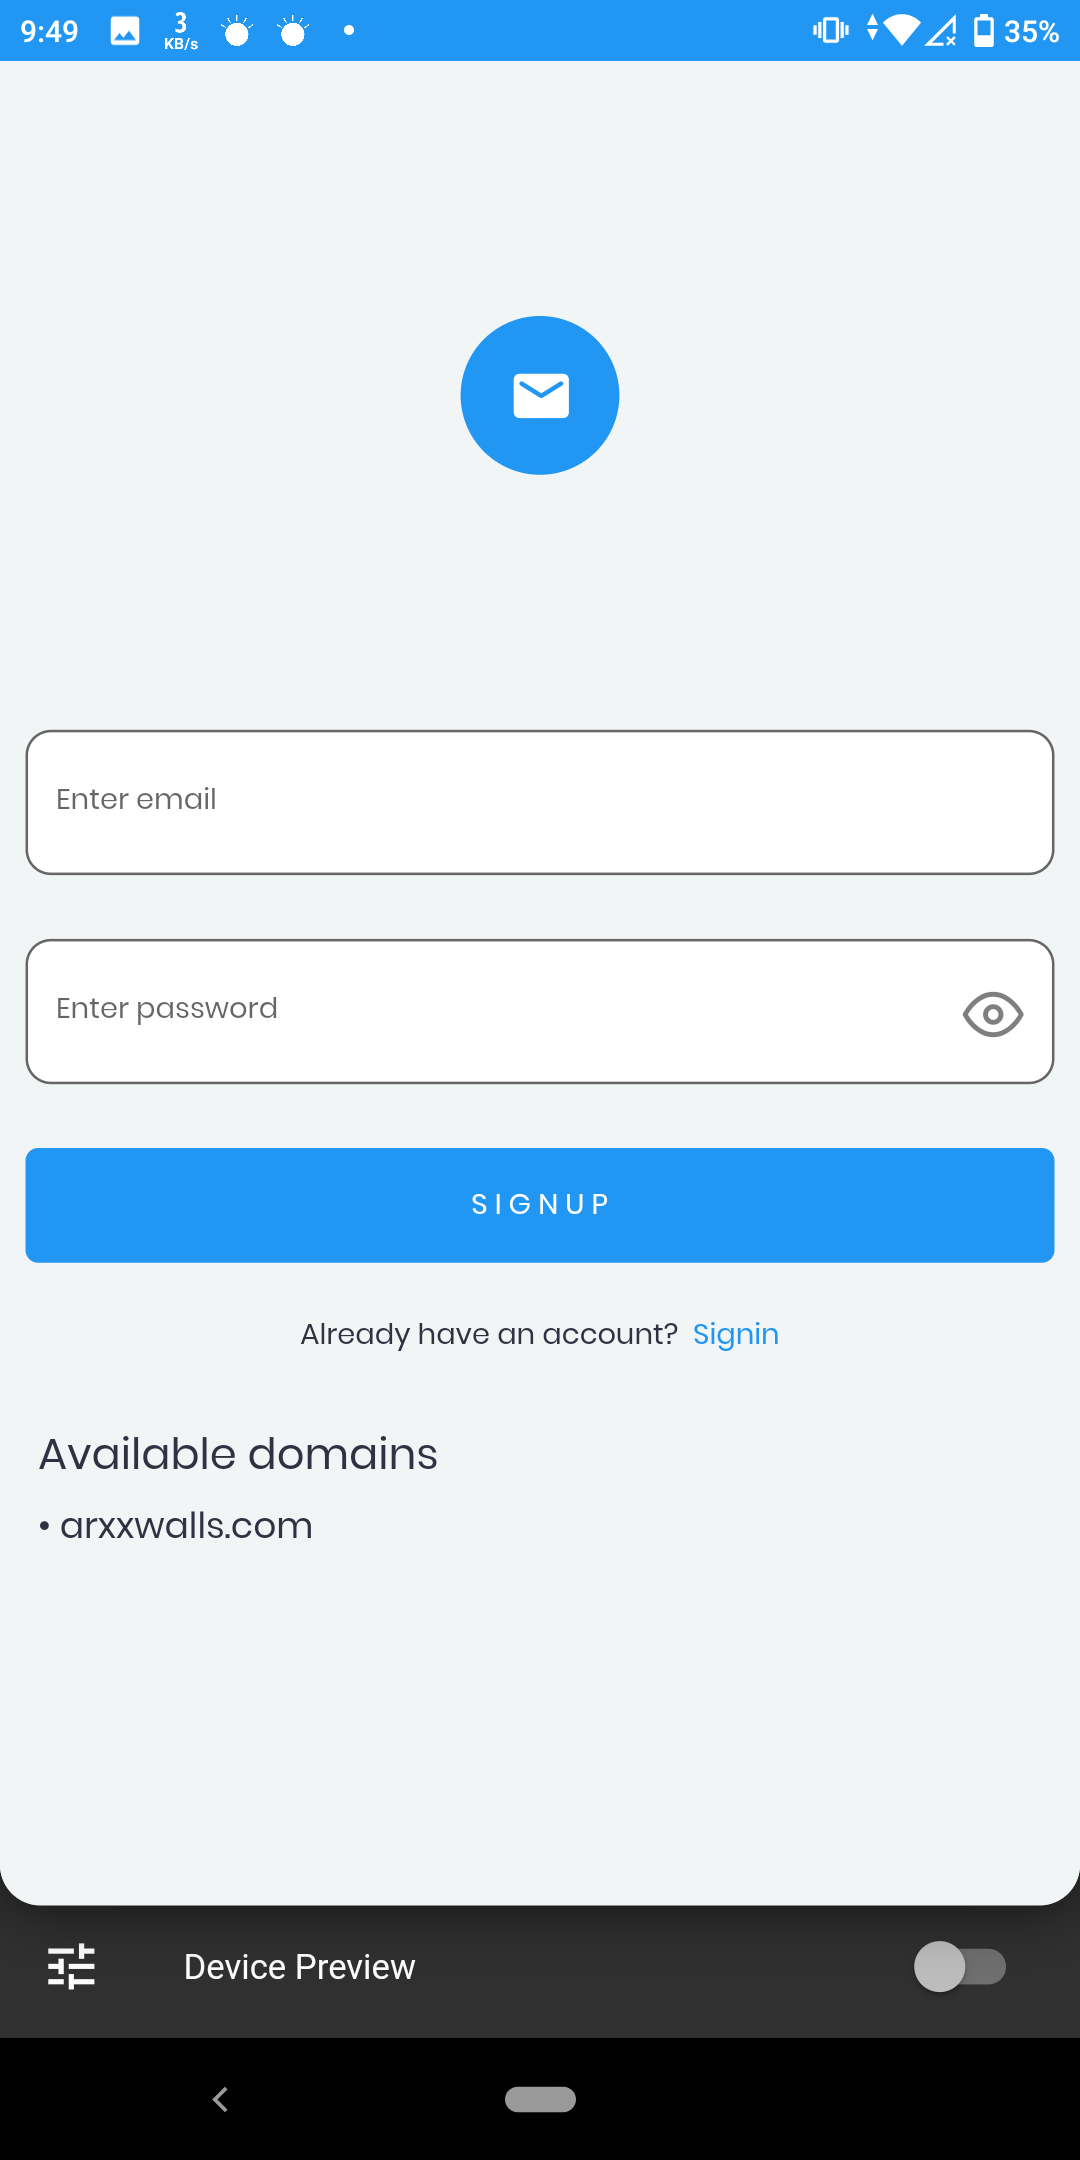 9:49 3 KB/s 35%
Enter email
Enter password
SIGNUP
Already have an account? Signin
Available domains
• arxxwalls.com
Device Preview